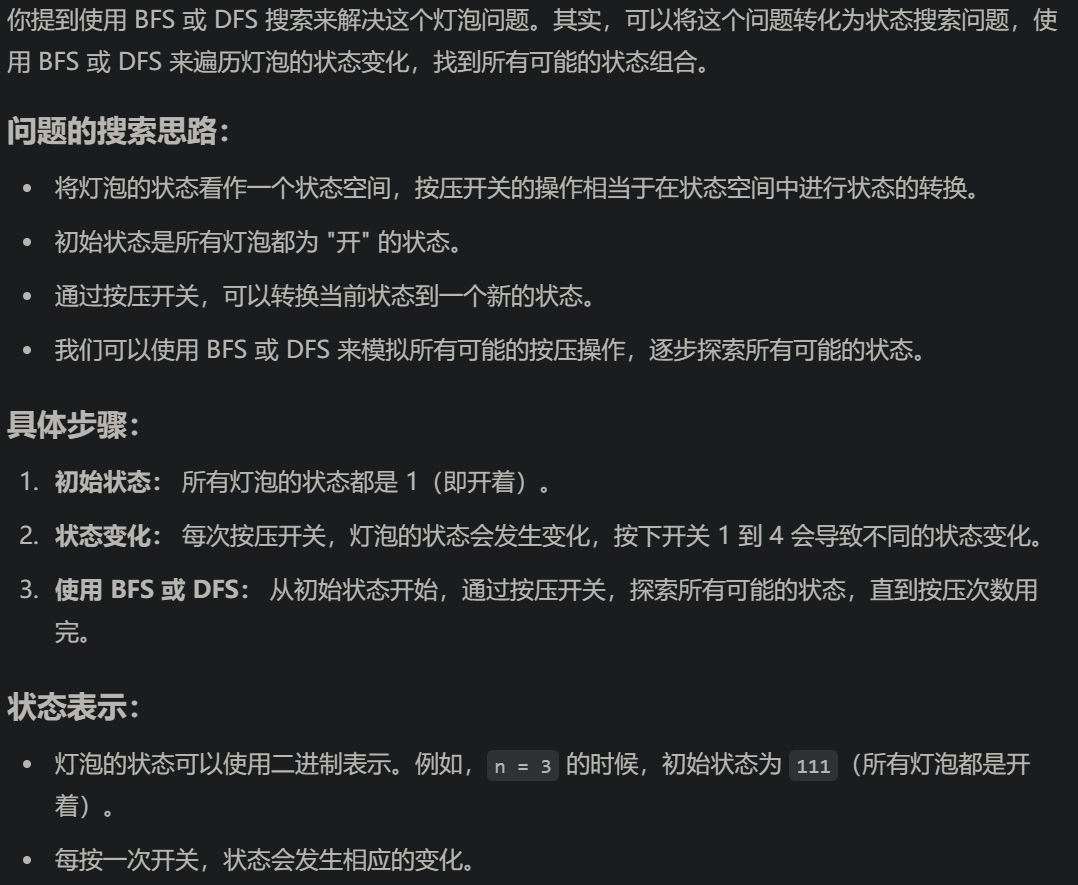 你提到使用 BFS 或 DFS 搜索来解决这个灯泡问题。其实，可以将这个问题转化为状态搜索问题，使
用 BFS 或 DFS 来遍历灯泡的状态变化，找到所有可能的状态组合。
问题的搜索思路：
• 将灯泡的状态看作一个状态空间，按压开关的操作相当于在状态空间中进行状态的转换。
• 初始状态是所有灯泡都为 "开" 的状态。
• 通过按压开关，可以转换当前状态到一个新的状态。
• 我们可以使用 BFS 或 DFS 来模拟所有可能的按压操作，逐步探索所有可能的状态。
具体步骤：
1. 初始状态： 所有灯泡的状态都是 1（即开着）。
2. 状态变化： 每次按压开关，灯泡的状态会发生变化，按下开关 1 到 4 会导致不同的状态变化。
3. 使用 BFS 或 DFS： 从初始状态开始，通过按压开关，探索所有可能的状态，直到按压次数用
完。
状态表示：
• 灯泡的状态可以使用二进制表示。例如， n = 3 的时候，初始状态为 111 （所有灯泡都是开
着）。
• 每按一次开关，状态会发生相应的变化。